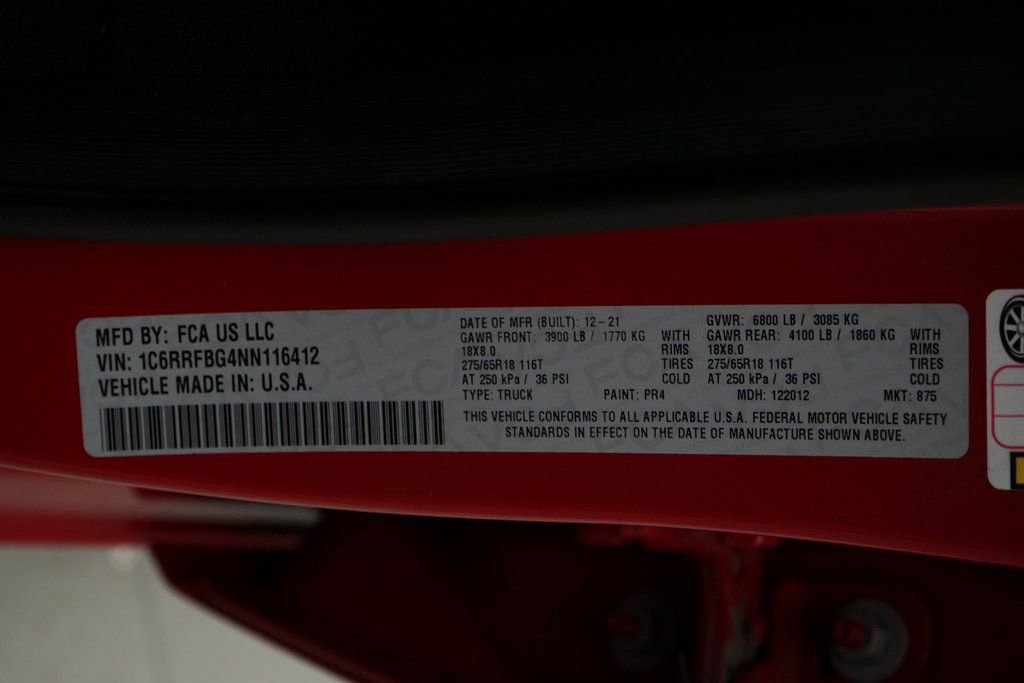 MFD BY: FCA US LLC
VIN: 1C6RRFBG4NN116412
VEHICLE MADE IN: U.S.A.
DATE OF MFR (BUILT): 12-21
GVWR: 6800 LB / 3085 KG
GAWR FRONT: 3900 LB / 1770 KG WITH
18X8.0 RIMS
275/65R18 116T TIRES
AT 250 kPa / 36 PSI COLD
GAWR REAR: 4100 LB / 1860 KG WITH
18X8.0 RIMS
275/65R18 116T TIRES
AT 250 kPa / 36 PSI COLD
TYPE: TRUCK PAINT: PR4 MDH: 122012 MKT: 875
THIS VEHICLE CONFORMS TO ALL APPLICABLE U.S.A. FEDERAL MOTOR VEHICLE SAFETY
STANDARDS IN EFFECT ON THE DATE OF MANUFACTURE SHOWN ABOVE.